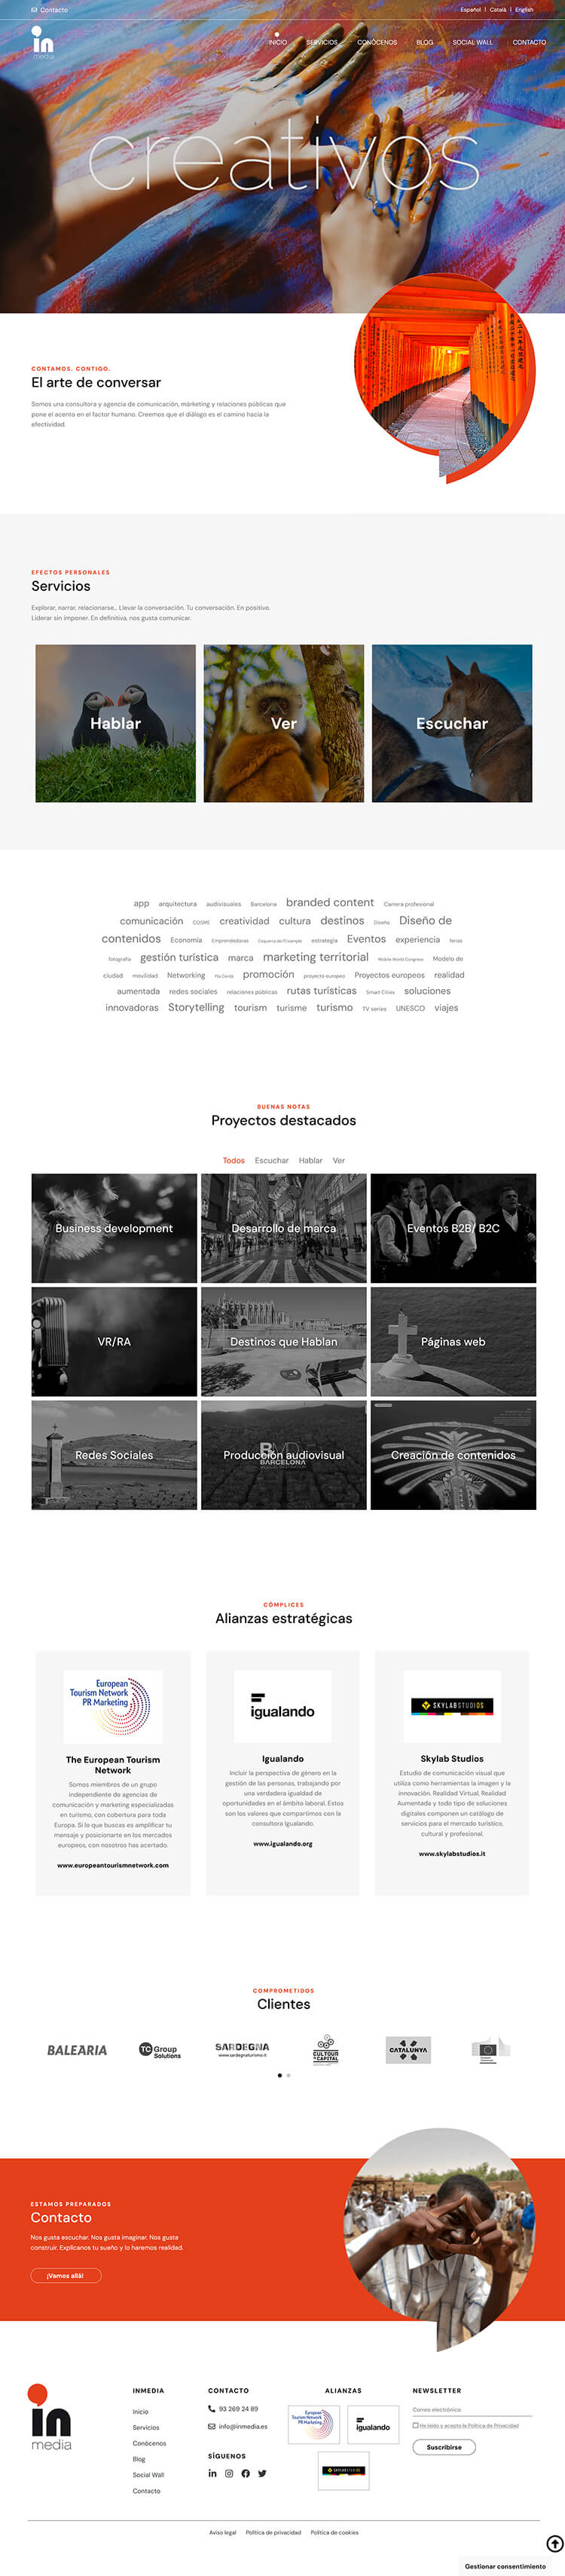 Contacto
Español | Català | English
in
media
INICIO SERVICIOS CONÓCENOS BLOG SOCIAL WALL CONTACTO
creativos
CONTAMOS. CONTIGO.
El arte de conversar
Somos una consultora y agencia de comunicación, márketing y relaciones públicas que
pone el acento en el factor humano. Creemos que el diálogo es el camino hacia la
efectividad.
EFECTOS PERSONALES
Servicios
Explorar, narrar, relacionarse... Llevar la conversación. Tu conversación. En positivo.
Liderar sin imponer. En definitiva, nos gusta comunicar.
Hablar
Ver
Escuchar
app arquitectura audivisuales Barcelona branded content Carrera profesional
comunicación COSME creatividad cultura destinos Diseño Diseño de
contenidos Economía Emprendedoras Esquerra de l'Eixample estrategia Eventos experiencia ferias
fotografia gestión turística marca marketing territorial Mobile World Congress Modelo de
ciudad movilidad Networking Pla Cerdà promoción proyecto europeo Proyectos europeos realidad
aumentada redes sociales relaciones públicas rutas turísticas Smart Cities soluciones
innovadoras Storytelling tourism turisme turismo TV series UNESCO viajes
BUENAS NOTAS
Proyectos destacados
Todos Escuchar Hablar Ver
Business development
Desarrollo de marca
Eventos B2B/ B2C
VR/RA
Destinos que Hablan
Páginas web
Redes Sociales
Producción audiovisual
BARCELONA
Creación de contenidos
CÓMPLICES
Alianzas estratégicas
European
Tourism Network
PR Marketing
The European Tourism
Network
Somos miembros de un grupo
independiente de agencias de
comunicación y marketing especializadas
en turismo, con cobertura para toda
Europa. Si lo que buscas es amplificar tu
mensaje y posicionarte en los mercados
europeos, con nosotros has acertado.
www.europeantourismnetwork.com
igualando
Igualando
Incluir la perspectiva de género en la
gestión de las personas, trabajando por
una verdadera igualdad de
oportunidades en el ámbito laboral. Estos
son los valores que compartimos con la
consultora Igualando.
www.igualando.org
SKYLABSTUDIOS
Skylab Studios
Estudio de comunicación visual que
utiliza como herramientas la imagen y la
innovación. Realidad Virtual, Realidad
Aumentada y todo tipo de soluciones
digitales componen un catálogo de
servicios para el mercado turístico,
cultural y profesional.
www.skylabstudios.it
COMPROMETIDOS
Clientes
BALEARIA
TC Group
Solutions
SARDEGNA
www.sardegnaturismo.it
CULTOUR
CAPITAL
CATALUNYA
ESTAMOS PREPARADOS
Contacto
Nos gusta escuchar. Nos gusta imaginar. Nos gusta
construir. Explícanos tu sueño y lo haremos realidad.
¡Vamos allá!
in
media
INMEDIA
Inicio
Servicios
Conócenos
Blog
Social Wall
Contacto
CONTACTO
93 269 24 89
info@inmedia.es
SÍGUENOS
ALIANZAS
European
Tourism Network
PR Marketing
igualando
SKYLABSTUDIOS
NEWSLETTER
Correo electrónico
He leído y acepto la Política de Privacidad
Suscribirse
Aviso legal Política de privacidad Política de cookies
Gestionar consentimiento